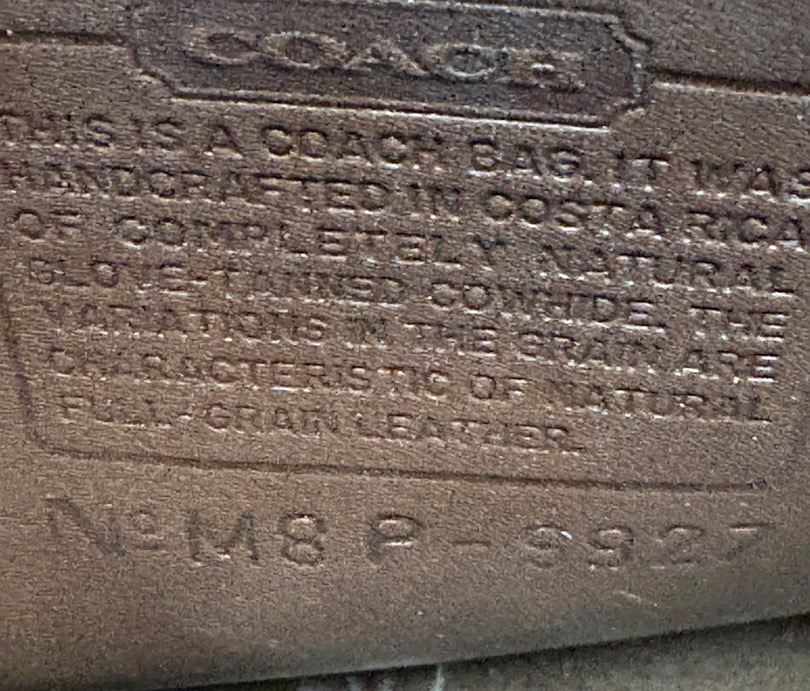 COACH
THIS IS A COACH BAG. IT WAS
HANDCRAFTED IN COSTA RICA
OF COMPLETELY NATURAL
GLOVE-TANNED COWHIDE. THE
VARIATIONS IN THE GRAIN ARE
CHARACTERISTIC OF NATURAL
FULL-GRAIN LEATHER.
Nº M8P-9927